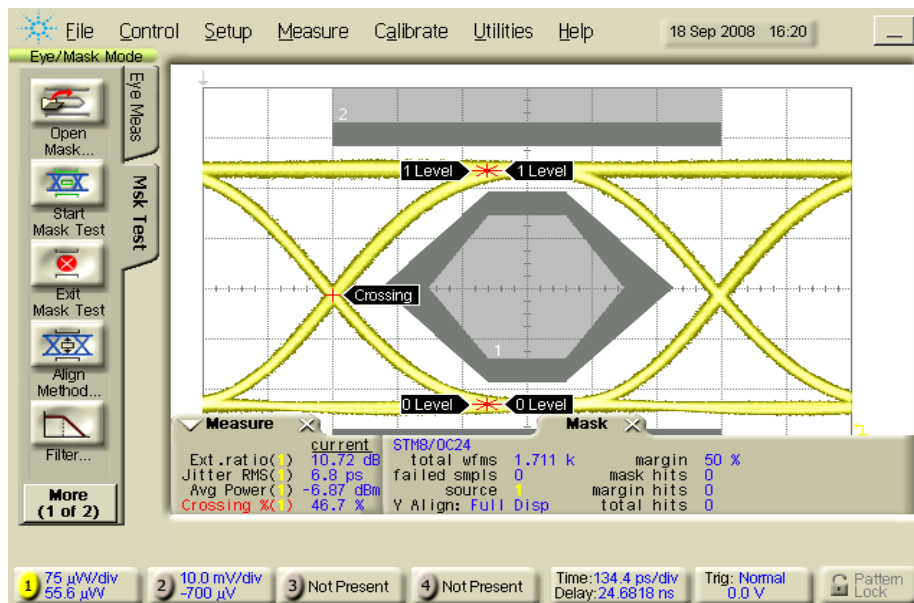 File Control Setup Measure Calibrate Utilities Help 18 Sep 2008 16:20
Eye/Mask Mode
Eye Meas
Msk Test
Open
Mask...
Start
Mask Test
Exit
Mask Test
Align
Method...
Filter...
More
(1 of 2)
2
1 Level 1 Level
Crossing
1
0 Level 0 Level
Measure
current
Ext.ratio(1) 10.72 dB
Jitter RMS(1) 6.8 ps
Avg Power(1) -6.87 dBm
Crossing %(1) 46.7 %
Mask
STM8/OC24
total wfms 1.711 k margin 50 %
failed smpls 0 mask hits 0
source 1 margin hits 0
Y Align: Full Disp total hits 0
1 75 µW/div
55.6 µW
2 10.0 mV/div
-700 µV
3 Not Present
4 Not Present
Time:134.4 ps/div
Delay:24.6818 ns
Trig: Normal
0.0 V
Pattern
Lock